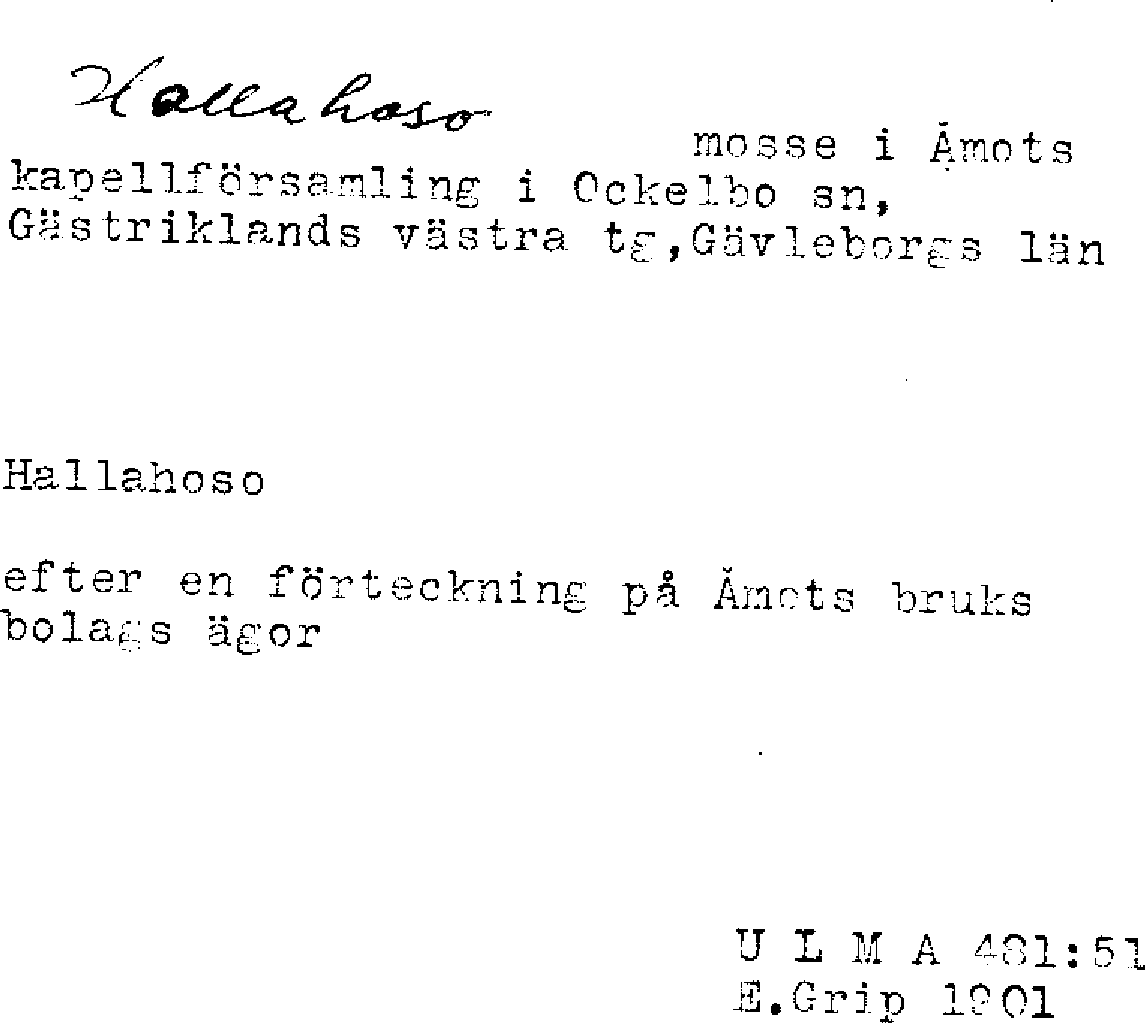 Hallahoso
mosse i Åmots
kapellförsamling i Ockelbo sn,
Gästriklands västra tg,Gävleborgs län
Hallahoso
efter en förteckning på Åmots bruks
bolags ägor
U L M A 481:51
E.Grip 1901